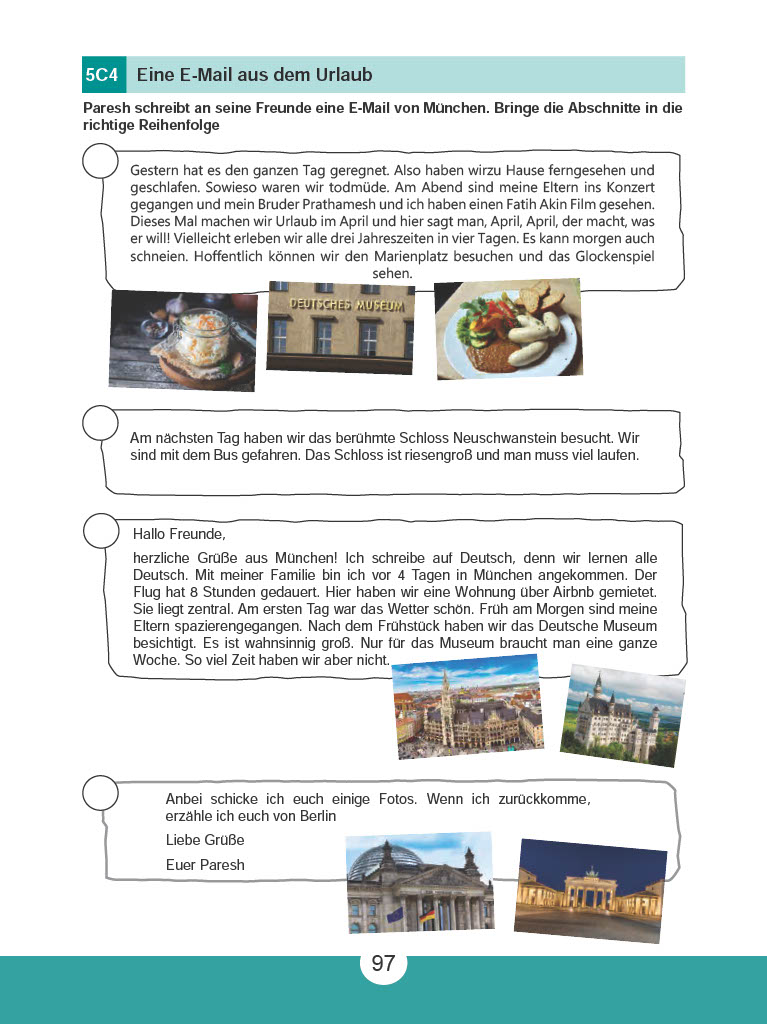 5C4 Eine E-Mail aus dem Urlaub
Paresh schreibt an seine Freunde eine E-Mail von München. Bringe die Abschnitte in die
richtige Reihenfolge
Gestern hat es den ganzen Tag geregnet. Also haben wirzu Hause ferngesehen und
geschlafen. Sowieso waren wir todmüde. Am Abend sind meine Eltern ins Konzert
gegangen und mein Bruder Prathamesh und ich haben einen Fatih Akin Film gesehen.
Dieses Mal machen wir Urlaub im April und hier sagt man, April, April, der macht, was
er will! Vielleicht erleben wir alle drei Jahreszeiten in vier Tagen. Es kann morgen auch
schneien. Hoffentlich können wir den Marienplatz besuchen und das Glockenspiel
sehen.
DEUTSCHES MUSEUM
Am nächsten Tag haben wir das berühmte Schloss Neuschwanstein besucht. Wir
sind mit dem Bus gefahren. Das Schloss ist riesengroß und man muss viel laufen.
Hallo Freunde,
herzliche Grüße aus München! Ich schreibe auf Deutsch, denn wir lernen alle
Deutsch. Mit meiner Familie bin ich vor 4 Tagen in München angekommen. Der
Flug hat 8 Stunden gedauert. Hier haben wir eine Wohnung über Airbnb gemietet.
Sie liegt zentral. Am ersten Tag war das Wetter schön. Früh am Morgen sind meine
Eltern spazierengegangen. Nach dem Frühstück haben wir das Deutsche Museum
besichtigt. Es ist wahnsinnig groß. Nur für das Museum braucht man eine ganze
Woche. So viel Zeit haben wir aber nicht.
Anbei schicke ich euch einige Fotos. Wenn ich zurückkomme,
erzähle ich euch von Berlin
Liebe Grüße
Euer Paresh
97